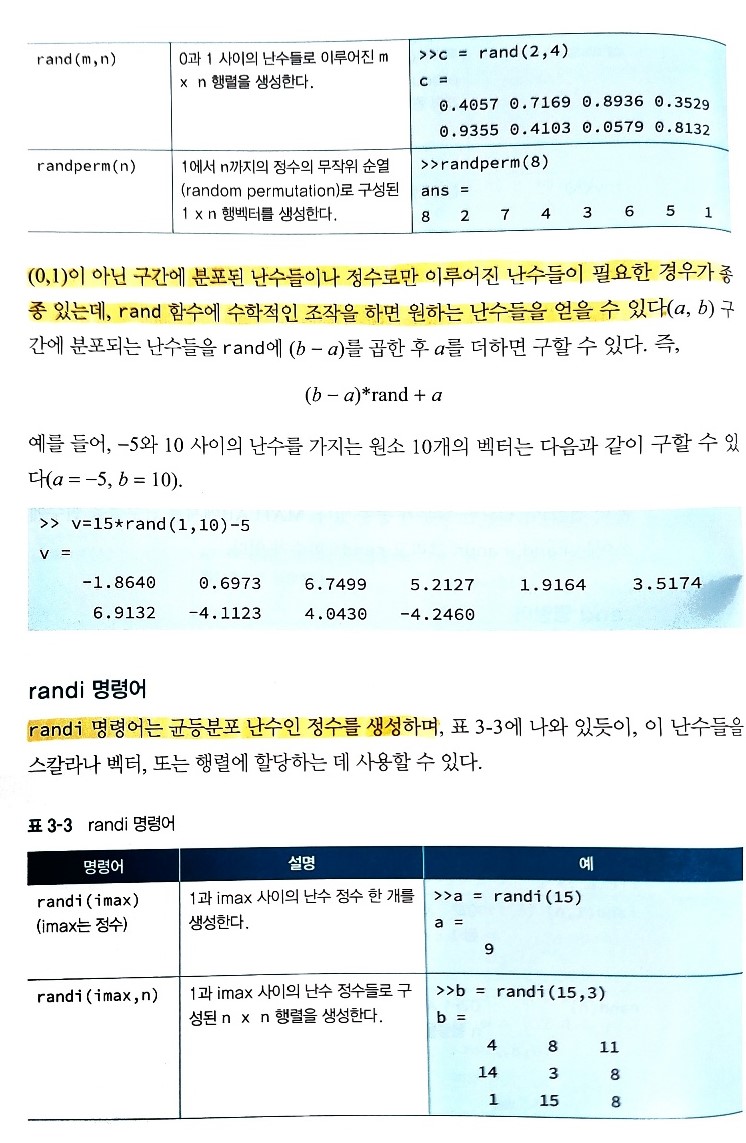 rand(m,n)
0과 1 사이의 난수들로 이루어진 m
x n 행렬을 생성한다.
>>c = rand(2,4)
c =
0.4057 0.7169 0.8936 0.3529
0.9355 0.4103 0.0579 0.8132
randperm(n)
1에서 n까지의 정수의 무작위 순열
(random permutation)로 구성된
1 x n 행벡터를 생성한다.
>>randperm(8)
ans =
8 2 7 4 3 6 5 1
(0,1)이 아닌 구간에 분포된 난수들이나 정수로만 이루어진 난수들이 필요한 경우가 종
종 있는데, rand 함수에 수학적인 조작을 하면 원하는 난수들을 얻을 수 있다(a, b) 구
간에 분포되는 난수들을 rand에 (b − a)를 곱한 후 a를 더하면 구할 수 있다. 즉,
(b − a)*rand + a
예를 들어, −5와 10 사이의 난수를 가지는 원소 10개의 벡터는 다음과 같이 구할 수 있
다(a = −5, b = 10).
>> v=15*rand(1,10)-5
v =
-1.8640 0.6973 6.7499 5.2127 1.9164 3.5174
6.9132 -4.1123 4.0430 -4.2460
randi 명령어
randi 명령어는 균등분포 난수인 정수를 생성하며, 표 3-3에 나와 있듯이, 이 난수들을
스칼라나 벡터, 또는 행렬에 할당하는 데 사용할 수 있다.
표 3-3 randi 명령어
명령어 설명 예
randi(imax)
(imax는 정수)
1과 imax 사이의 난수 정수 한 개를
생성한다.
>>a = randi(15)
a =
9
randi(imax,n)
1과 imax 사이의 난수 정수들로 구
성된 n x n 행렬을 생성한다.
>>b = randi(15,3)
b =
4 8 11
14 3 8
1 15 8